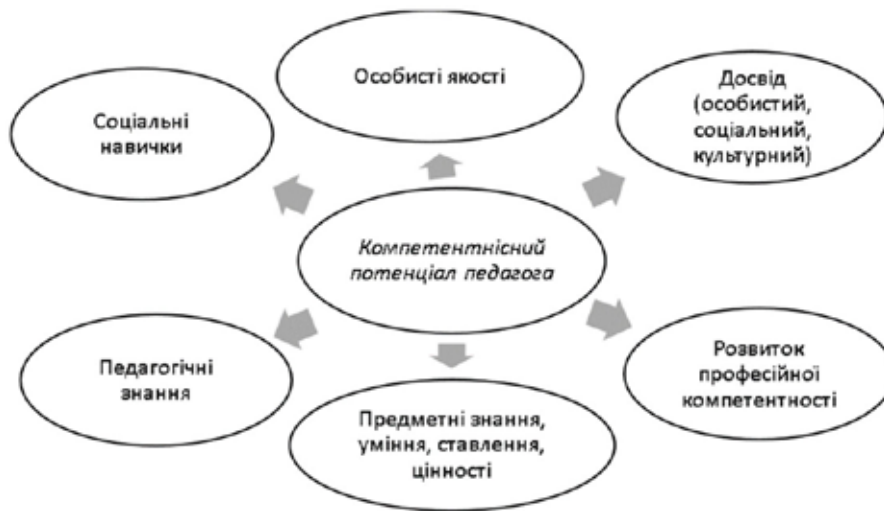 Особисті якості
Соціальні
навички
Досвід
(особистий,
соціальний,
культурний)
Компетентнісний
потенціал педагога
Педагогічні
знання
Предметні знання,
уміння, ставлення,
цінності
Розвиток
професійної
компетентності